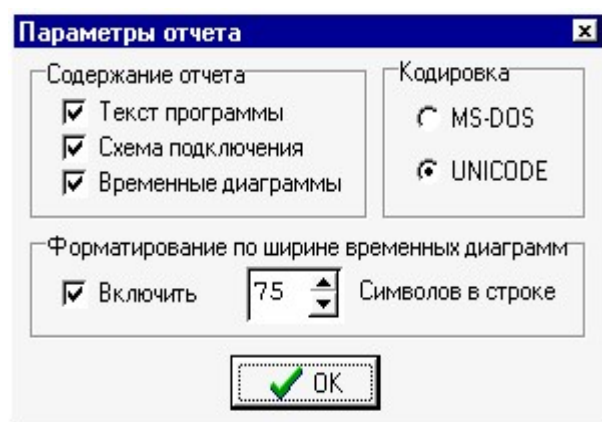 Параметры отчета
Содержание отчета
Текст программы
Схема подключения
Временные диаграммы
Кодировка
MS-DOS
UNICODE
Форматирование по ширине временных диаграмм
Включить 75 Символов в строке
OK